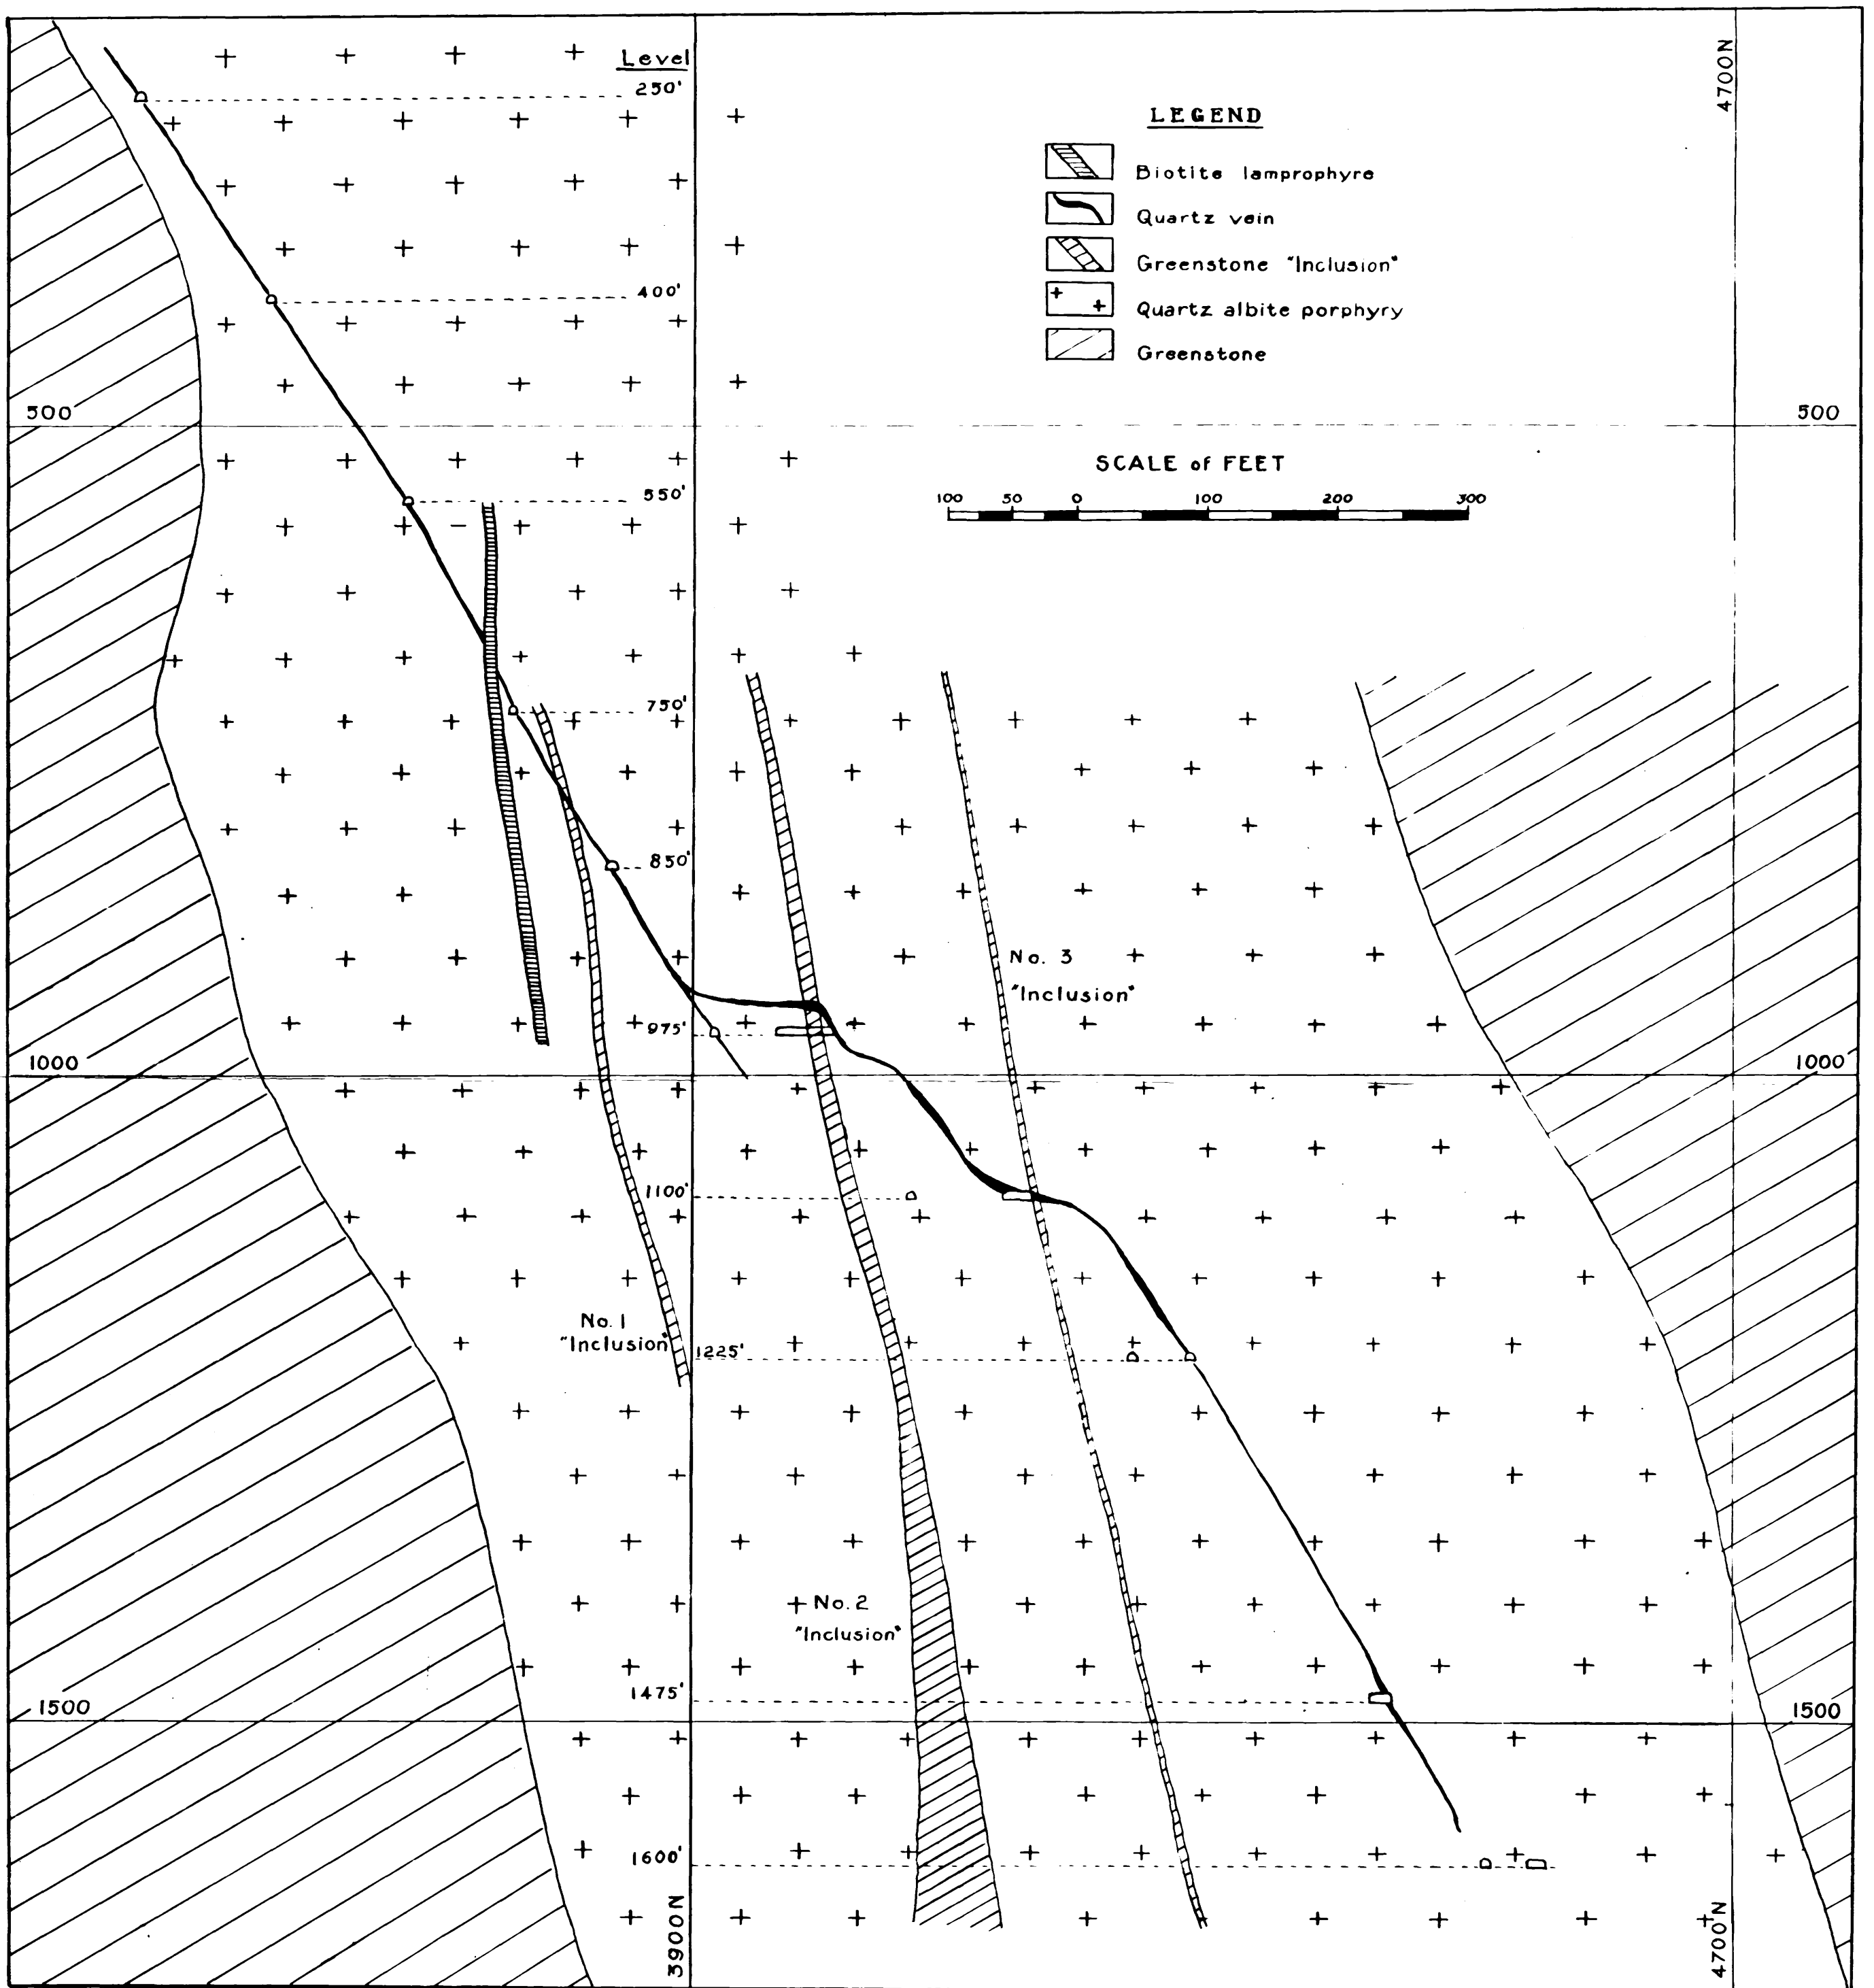 Level
250'
400'
500
500
550'
750'
850'
975'
1000
1000
1100'
1225'
1475'
1500
1500
1600'
3900N
4700N
4700N
LEGEND
Biotite lamprophyre
Quartz vein
Greenstone "Inclusion"
Quartz albite porphyry
Greenstone
SCALE of FEET
100 50 0 100 200 300
No. 3
"Inclusion"
No. 1
"Inclusion"
No. 2
"Inclusion"